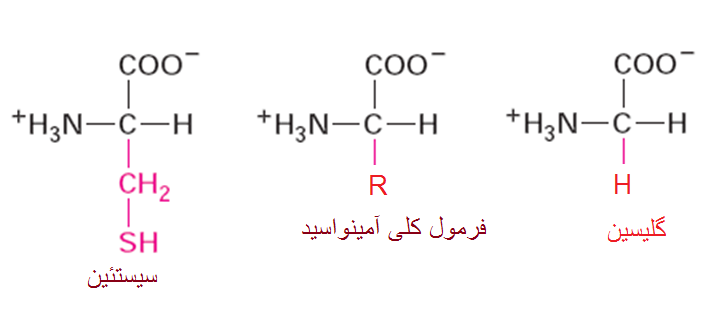 COO⁻
⁺H₃N—C—H
CH₂
SH
سیستئین
COO⁻
⁺H₃N—C—H
R
فرمول کلی آمینواسید
COO⁻
⁺H₃N—C—H
H
گلیسین